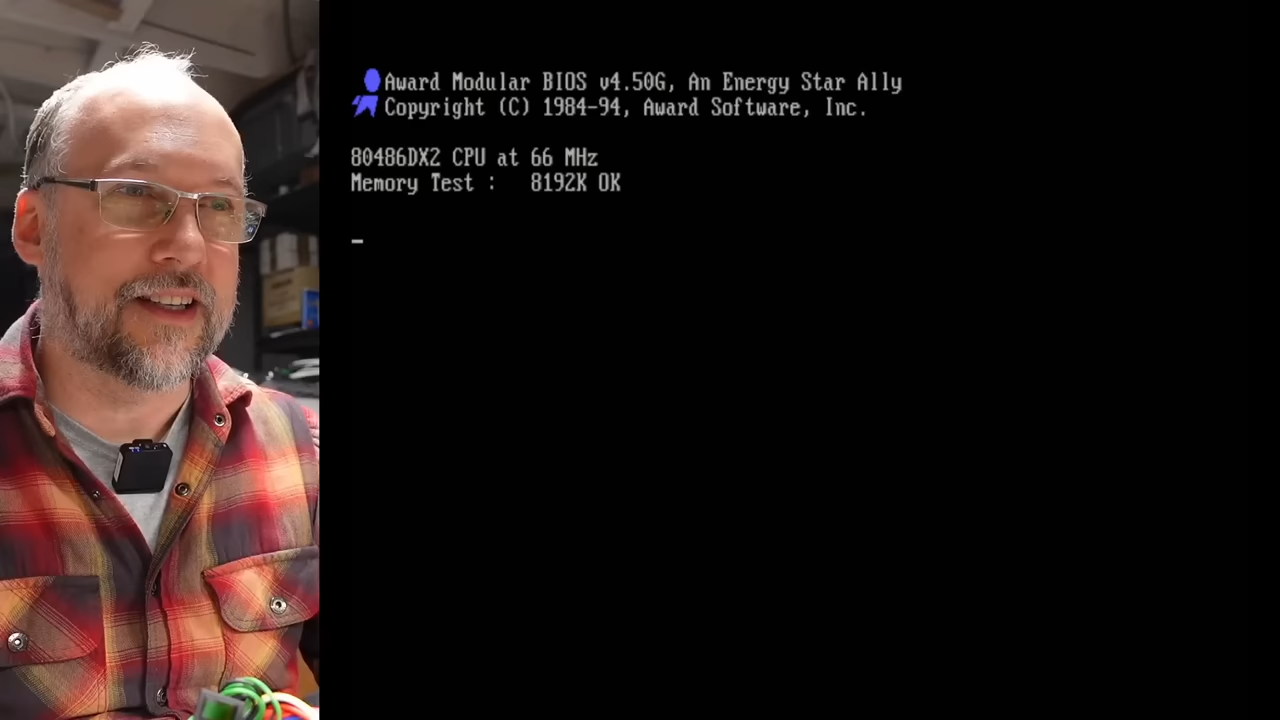 Award Modular BIOS v4.50G, An Energy Star Ally
Copyright (C) 1984-94, Award Software, Inc.
80486DX2 CPU at 66 MHz
Memory Test :   8192K OK